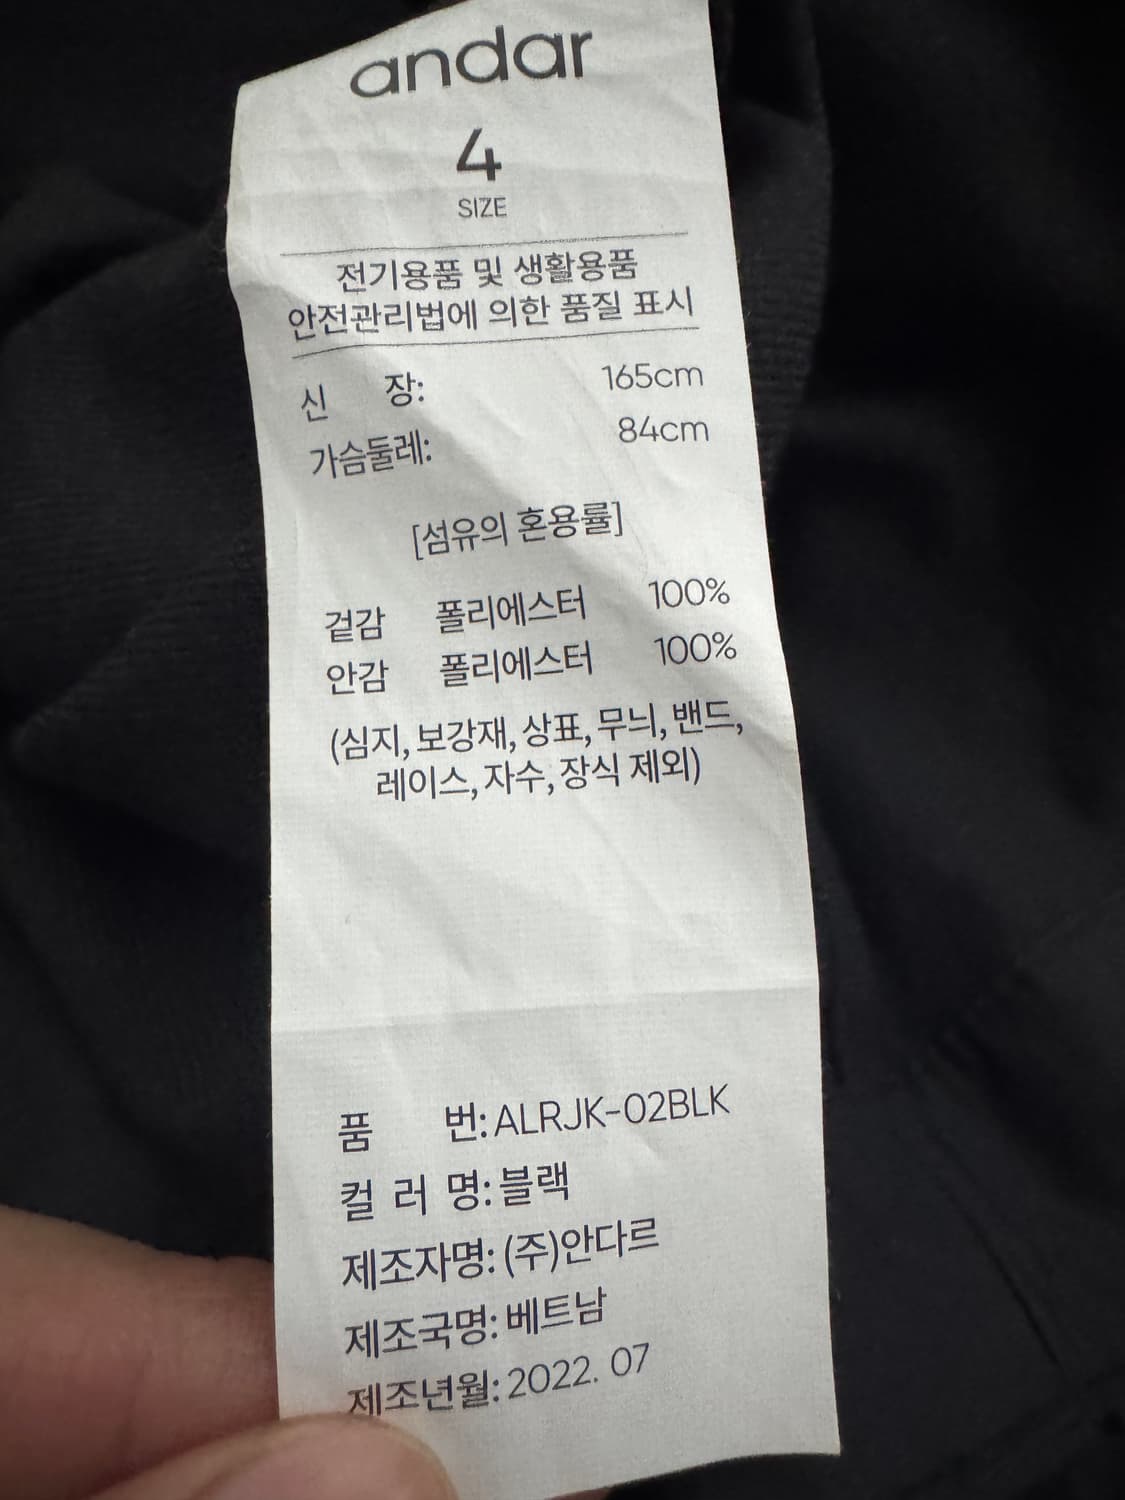 andar
4
SIZE
전기용품 및 생활용품
안전관리법에 의한 품질 표시
신 장: 165cm
가슴둘레: 84cm
[섬유의 혼용률]
겉감 폴리에스터 100%
안감 폴리에스터 100%
(심지, 보강재, 상표, 무늬, 밴드,
레이스, 자수, 장식 제외)
품 번: ALRJK-02BLK
컬 러 명: 블랙
제조자명: (주)안다르
제조국명: 베트남
제조년월: 2022. 07